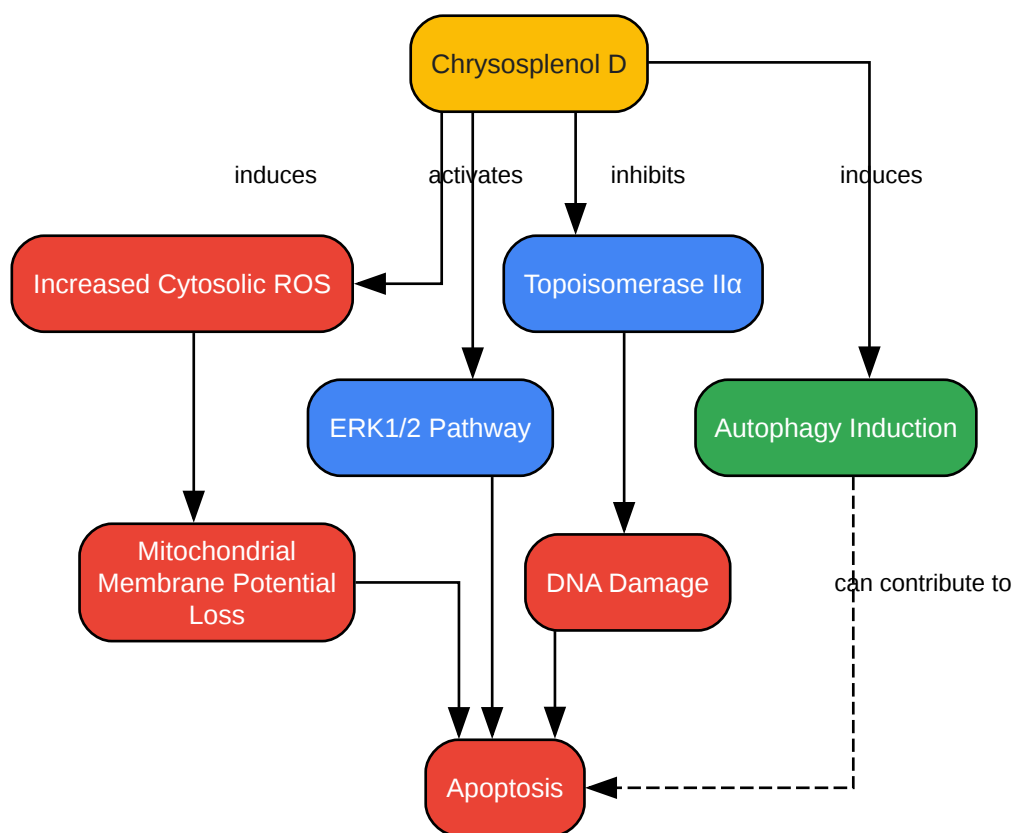 Chrysosplenol D
induces
activates
inhibits
induces
Increased Cytosolic ROS
Topoisomerase IIα
ERK1/2 Pathway
Autophagy Induction
Mitochondrial
Membrane Potential
Loss
DNA Damage
can contribute to
Apoptosis